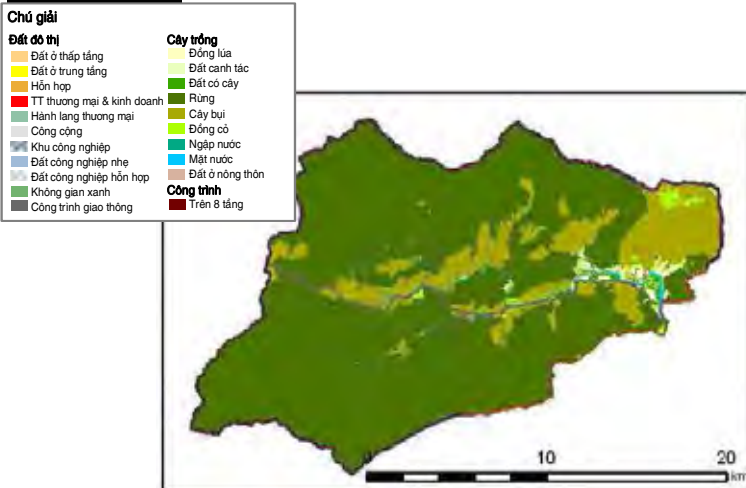 Chú giải
Đất đô thị
Đất ở thấp tầng
Đất ở trung tầng
Hỗn hợp
TT thương mại & kinh doanh
Hành lang thương mại
Công cộng
Khu công nghiệp
Đất công nghiệp nhẹ
Đất công nghiệp hỗn hợp
Không gian xanh
Công trình giao thông
Cây trồng
Đồng lúa
Đất canh tác
Đất có cây
Rừng
Cây bụi
Đồng cỏ
Ngập nước
Mặt nước
Đất ở nông thôn
Công trình
Trên 8 tầng
10
20
km